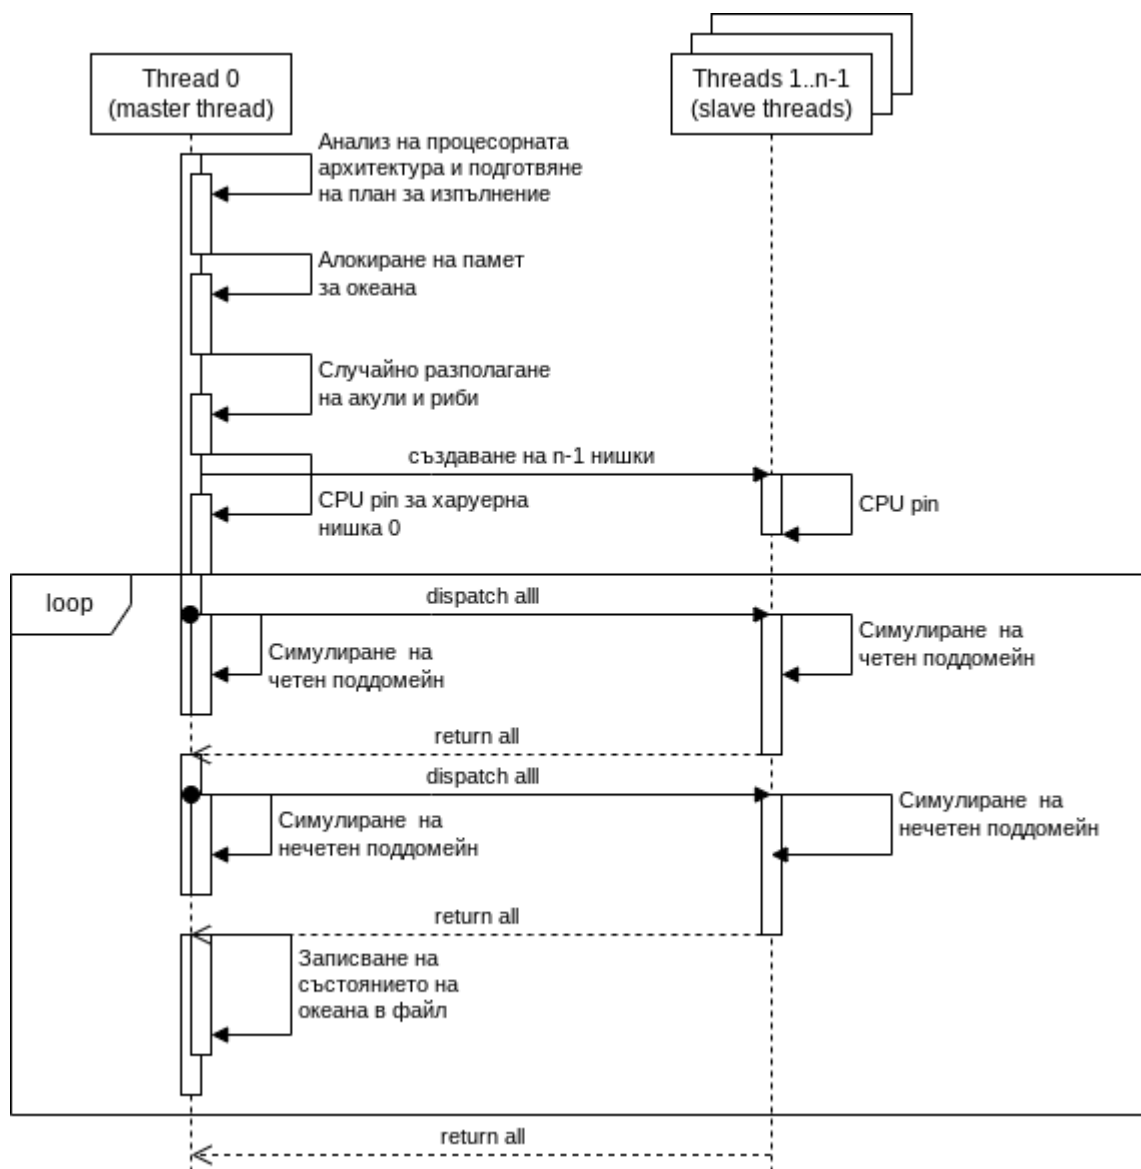 Thread 0
(master thread)
Threads 1..n-1
(slave threads)
Анализ на процесорната
архитектура и подготвяне
на план за изпълнение
Алокиране на памет
за океана
Случайно разполагане
на акули и риби
създаване на n-1 нишки
CPU pin за харуерна
нишка 0
CPU pin
loop
dispatch alll
Симулиране на
четен поддомейн
Симулиране на
четен поддомейн
return all
dispatch alll
Симулиране на
нечетен поддомейн
Симулиране на
нечетен поддомейн
return all
Записване на
състоянието на
океана в файл
return all